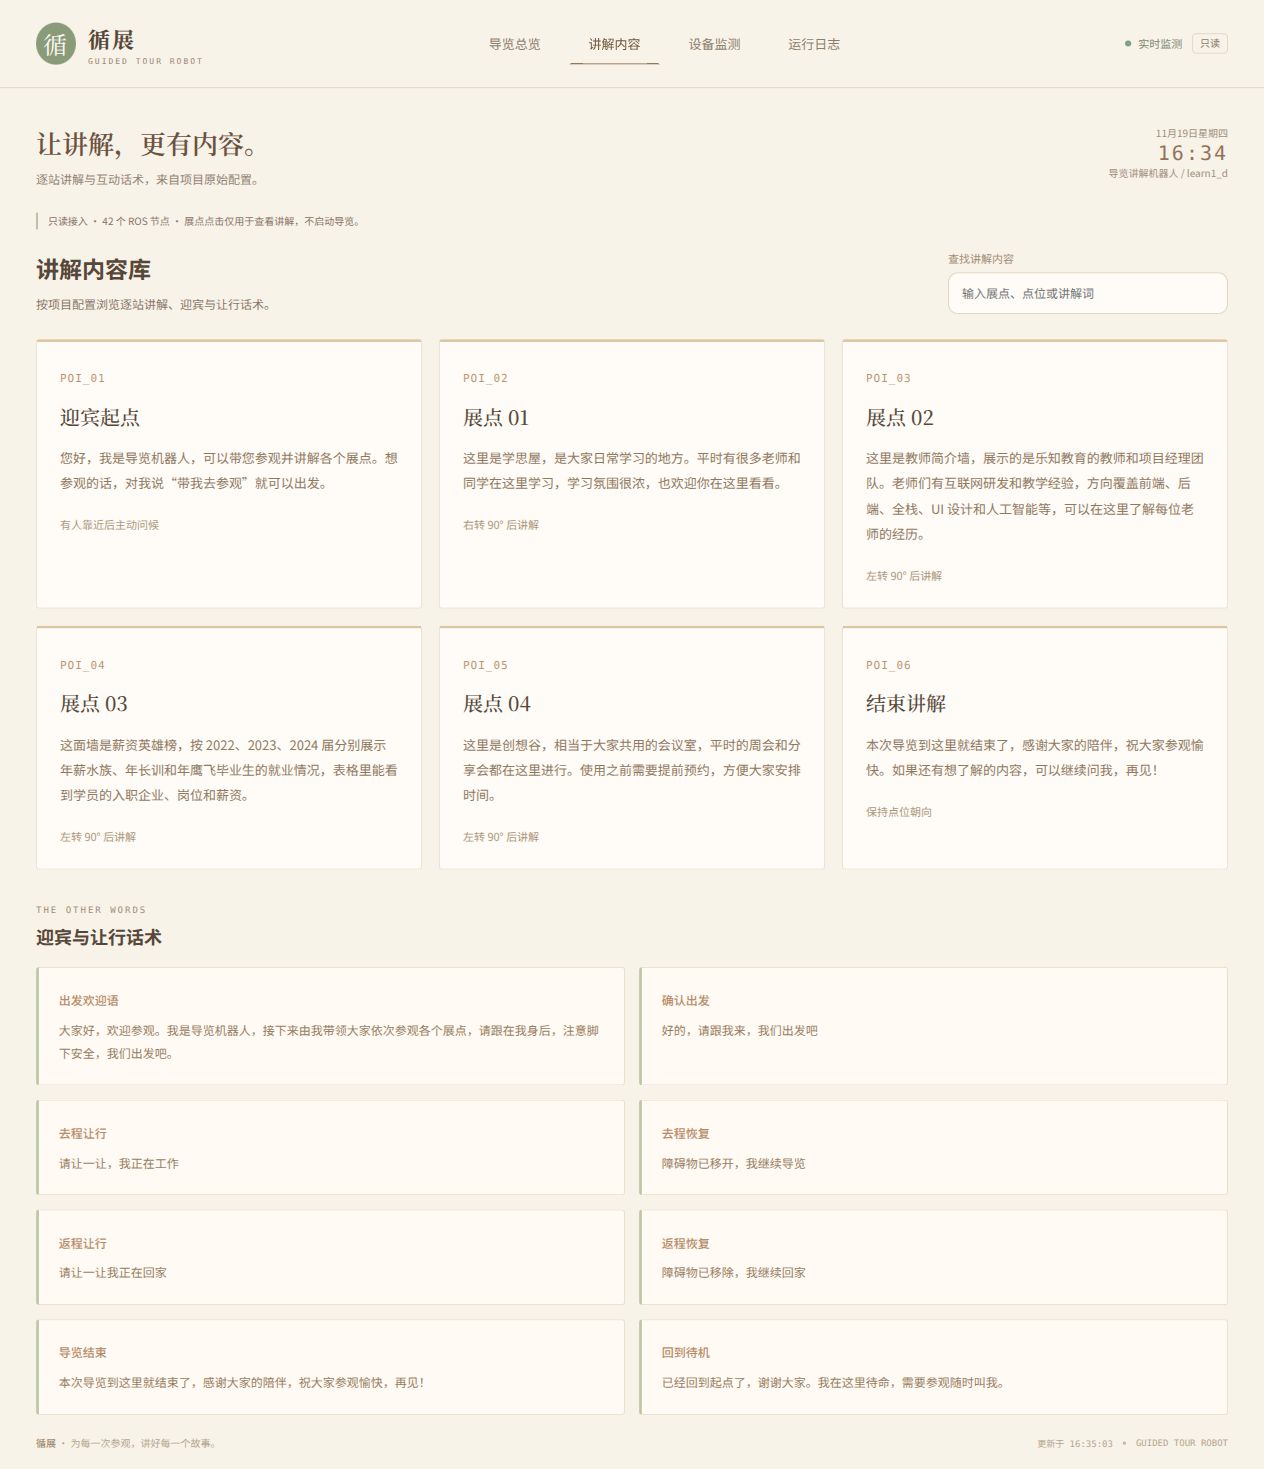 循
循展
GUIDED TOUR ROBOT
导览总览
讲解内容
设备监测
运行日志
实时监测
只读
让讲解，更有内容。
逐站讲解与互动话术，来自项目原始配置。
11月19日星期四
16:34
导览讲解机器人 / learn1_d
只读接入 · 42 个 ROS 节点 · 展点点击仅用于查看讲解，不启动导览。
讲解内容库
按项目配置浏览逐站讲解、迎宾与让行话术。
查找讲解内容
输入展点、点位或讲解词
POI_01
迎宾起点
您好，我是导览机器人，可以带您参观并讲解各个展点。想
参观的话，对我说“带我去参观”就可以出发。
有人靠近后主动问候
POI_02
展点 01
这里是学思屋，是大家日常学习的地方。平时有很多老师和
同学在这里学习，学习氛围很浓，也欢迎你在这里看看。
右转 90° 后讲解
POI_03
展点 02
这里是教师简介墙，展示的是乐知教育的教师和项目经理团
队。老师们有互联网研发和教学经验，方向覆盖前端、后
端、全栈、UI 设计和人工智能等，可以在这里了解每位老
师的经历。
左转 90° 后讲解
POI_04
展点 03
这面墙是薪资英雄榜，按 2022、2023、2024 届分别展示
年薪水族、年长训和年鹰飞毕业生的就业情况，表格里能看
到学员的入职企业、岗位和薪资。
左转 90° 后讲解
POI_05
展点 04
这里是创想谷，相当于大家共用的会议室，平时的周会和分
享会都在这里进行。使用之前需要提前预约，方便大家安排
时间。
左转 90° 后讲解
POI_06
结束讲解
本次导览到这里就结束了，感谢大家的陪伴，祝大家参观愉
快。如果还有想了解的内容，可以继续问我，再见！
保持点位朝向
THE OTHER WORDS
迎宾与让行话术
出发欢迎语
大家好，欢迎参观。我是导览机器人，接下来由我带领大家依次参观各个展点，请跟在我身后，注意脚
下安全，我们出发吧。
确认出发
好的，请跟我来，我们出发吧
去程让行
请让一让，我正在工作
去程恢复
障碍物已移开，我继续导览
返程让行
请让一让我正在回家
返程恢复
障碍物已移除，我继续回家
导览结束
本次导览到这里就结束了，感谢大家的陪伴，祝大家参观愉快，再见！
回到待机
已经回到起点了，谢谢大家。我在这里待命，需要参观随时叫我。
循展 · 为每一次参观，讲好每一个故事。
更新于 16:35:03 • GUIDED TOUR ROBOT